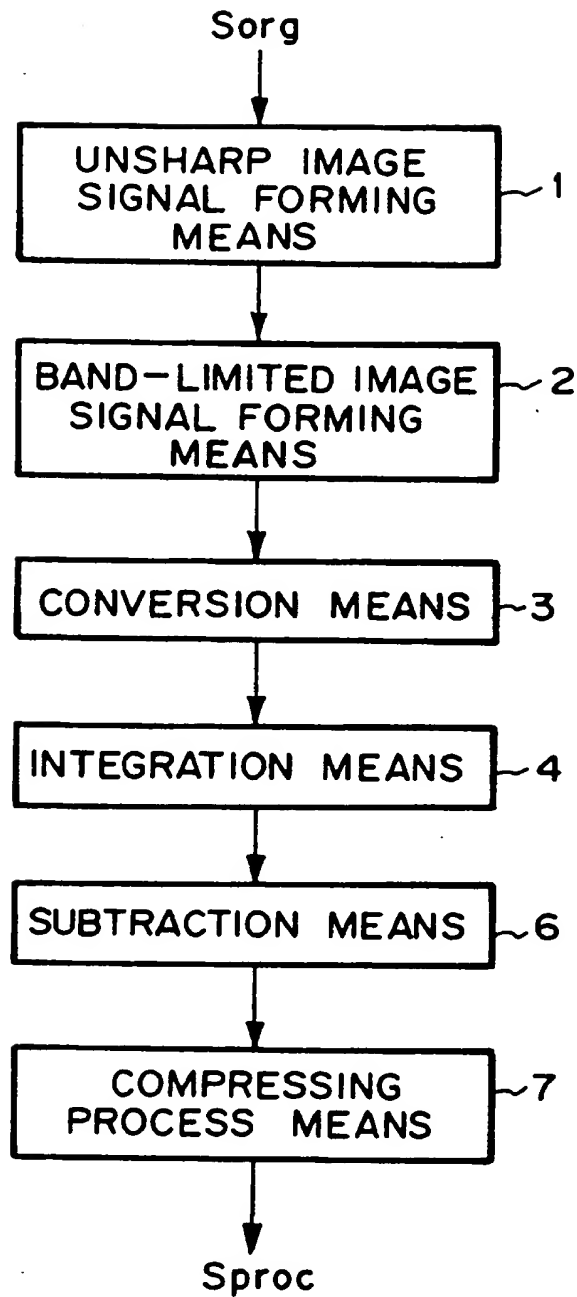 Sorg
UNSHARP IMAGE
SIGNAL FORMING
MEANS
1
BAND-LIMITED IMAGE
SIGNAL FORMING
MEANS
2
CONVERSION MEANS
3
INTEGRATION MEANS
4
SUBTRACTION MEANS
6
COMPRESSING
PROCESS MEANS
7
Sproc